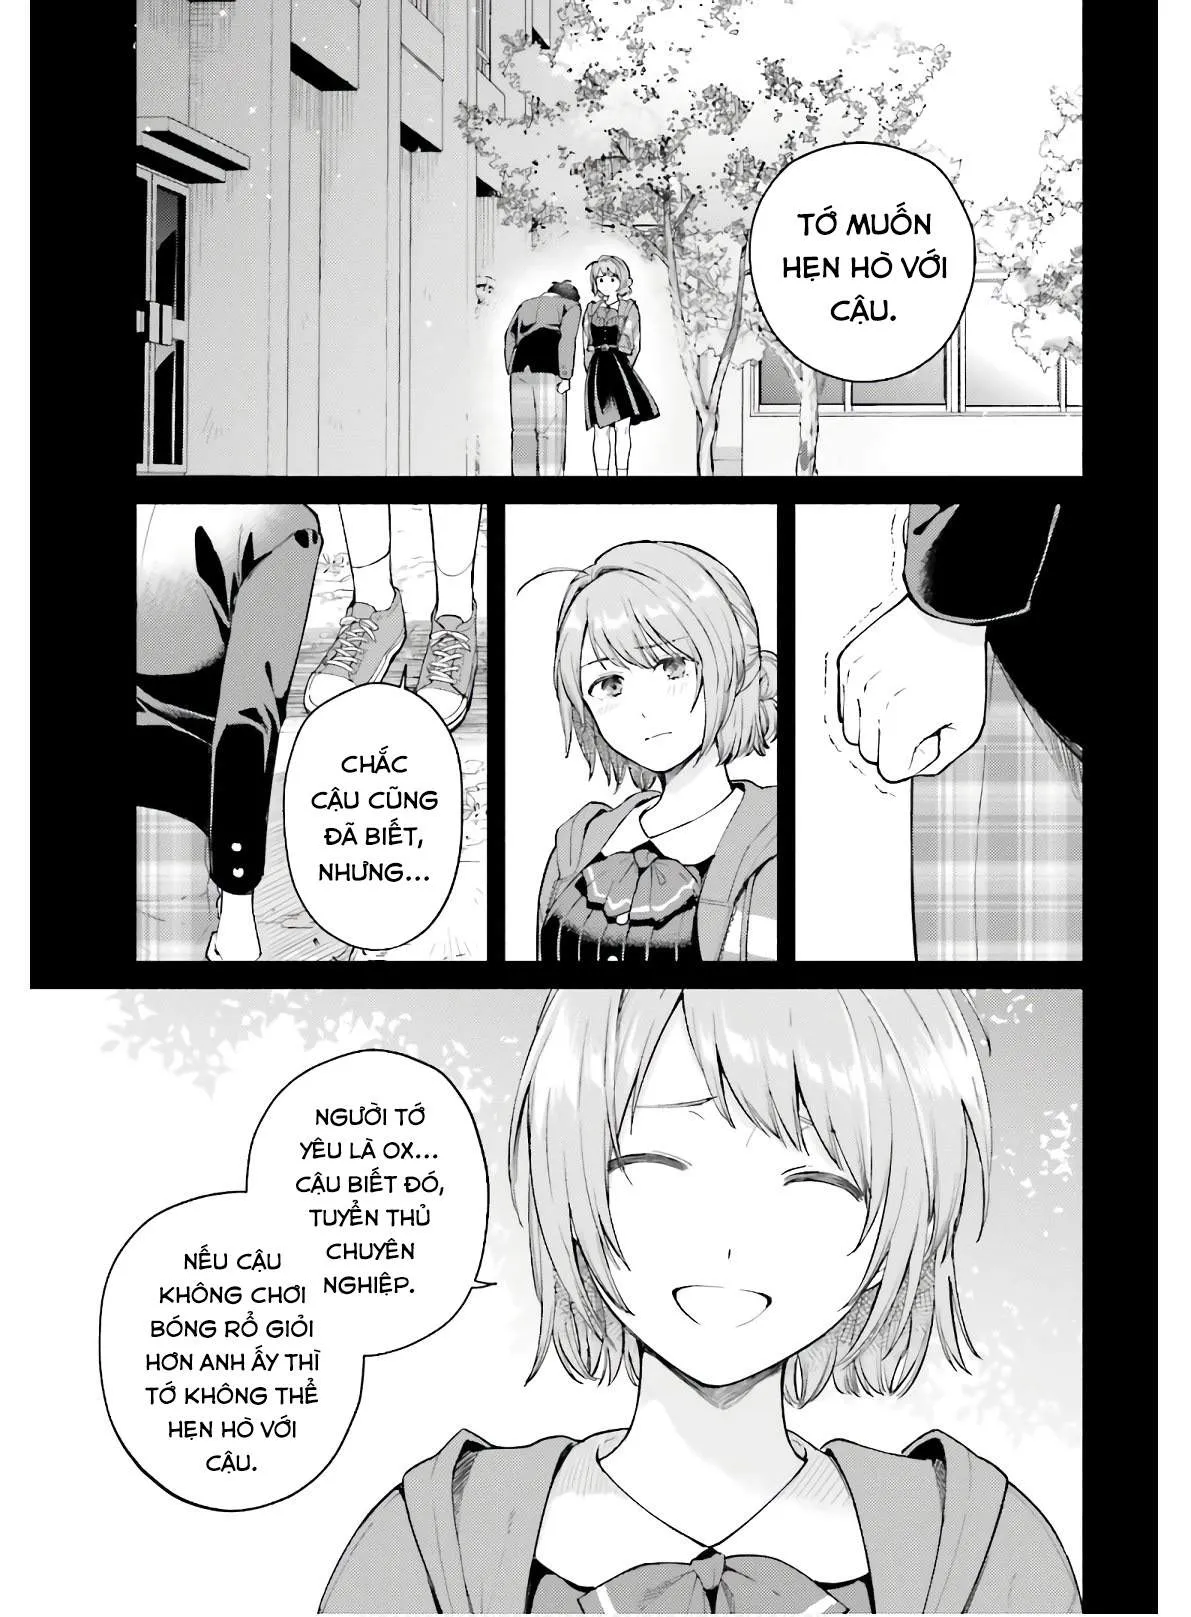 TỚ MUỐN
HẸN HÒ VỚI
CẬU.
CHẮC
CẬU CŨNG
ĐÃ BIẾT,
NHƯNG...
NGƯỜI TỚ
YÊU LÀ OX...
CẬU BIẾT ĐÓ,
TUYỂN THỦ
CHUYÊN
NGHIỆP.
NẾU CẬU
KHÔNG CHƠI
BÓNG RỔ GIỎI
HƠN ANH ẤY THÌ
TỚ KHÔNG THỂ
HẸN HÒ VỚI
CẬU.